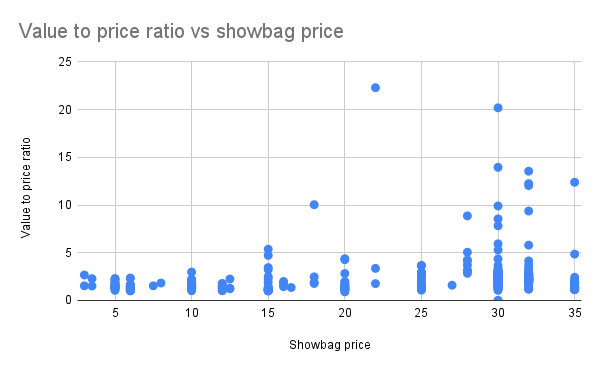 Value to price ratio vs showbag price
25
20
15
10
5
0
Value to price ratio
5 10 15 20 25 30 35
Showbag price